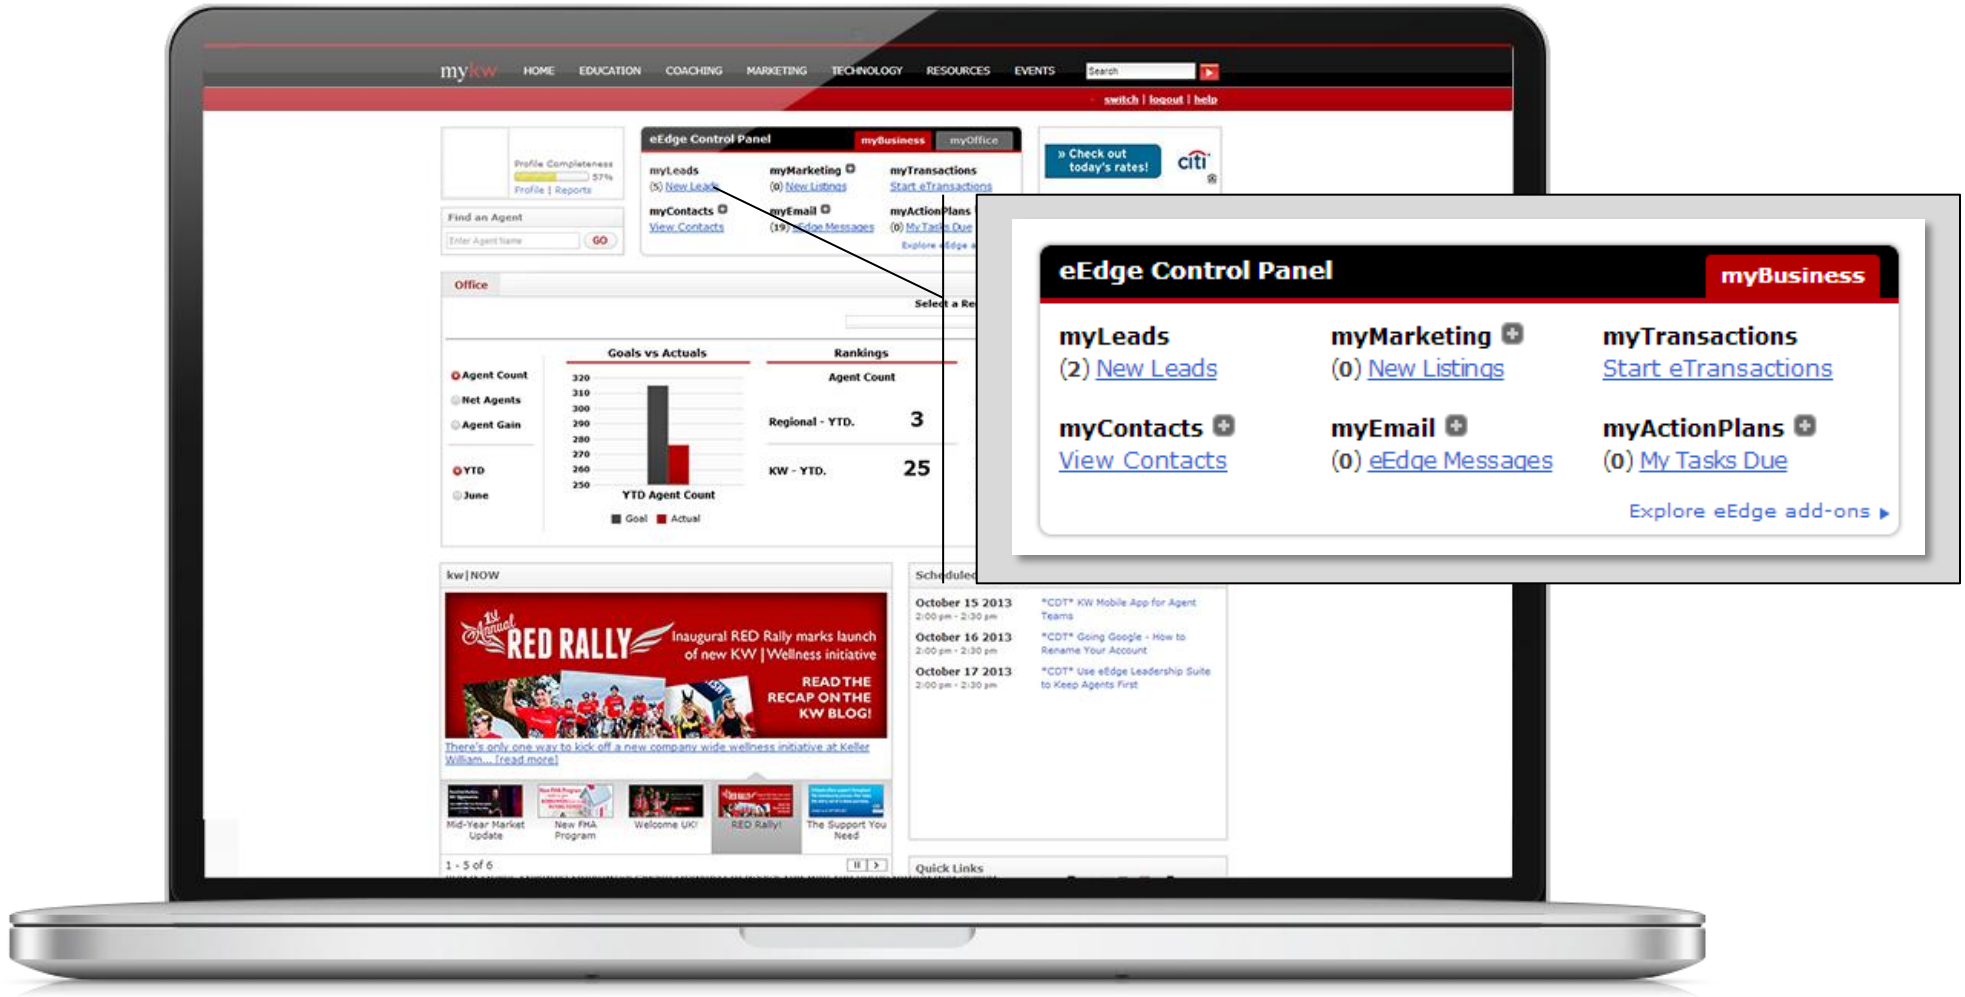 mykw HOME EDUCATION COACHING MARKETING TECHNOLOGY RESOURCES EVENTS Search
switch | logout | help
Profile Completeness
57%
Profile | Reports
Find an Agent
Enter Agent Name GO
eEdge Control Panel myBusiness myOffice
myLeads myMarketing myTransactions
(5) New Leads (0) New Listings Start eTransactions
myContacts myEmail myActionPlans
View Contacts (19) eEdge Messages (0) My Tasks Due
Explore eEdge a
» Check out
today's rates!
citi
eEdge Control Panel myBusiness
myLeads myMarketing myTransactions
(2) New Leads (0) New Listings Start eTransactions
myContacts myEmail myActionPlans
View Contacts (0) eEdge Messages (0) My Tasks Due
Explore eEdge add-ons
Office
Select a Re
Agent Count
Net Agents
Agent Gain
YTD
June
Goals vs Actuals
320
310
300
290
280
270
260
250
YTD Agent Count
Goal Actual
Rankings
Agent Count
Regional - YTD. 3
KW - YTD. 25
kw|NOW
1st
Annual
RED RALLY
Inaugural RED Rally marks launch
of new KW | Wellness initiative
READ THE
RECAP ON THE
KW BLOG!
There's only one way to kick off a new company wide wellness initiative at Keller
William... [read more]
Mid-Year Market
Update
New FHA
Program
Welcome UK!
RED Rally!
The Support You
Need
1 - 5 of 6
Scheduled
October 15 2013 *CDT* KW Mobile App for Agent
2:00 pm - 2:30 pm Teams
October 16 2013 *CDT* Going Google - How to
2:00 pm - 2:30 pm Rename Your Account
October 17 2013 *CDT* Use eEdge Leadership Suite
2:00 pm - 2:30 pm to Keep Agents First
Quick Links